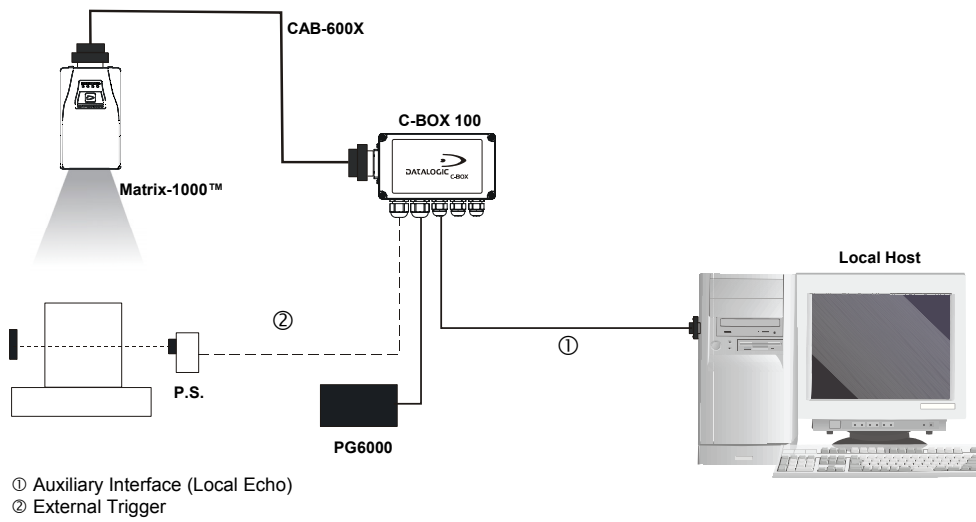 CAB-600X
C-BOX 100
DATALOGIC C-BOX
Matrix-1000™
Local Host
②
①
P.S.
PG6000
① Auxiliary Interface (Local Echo)
② External Trigger